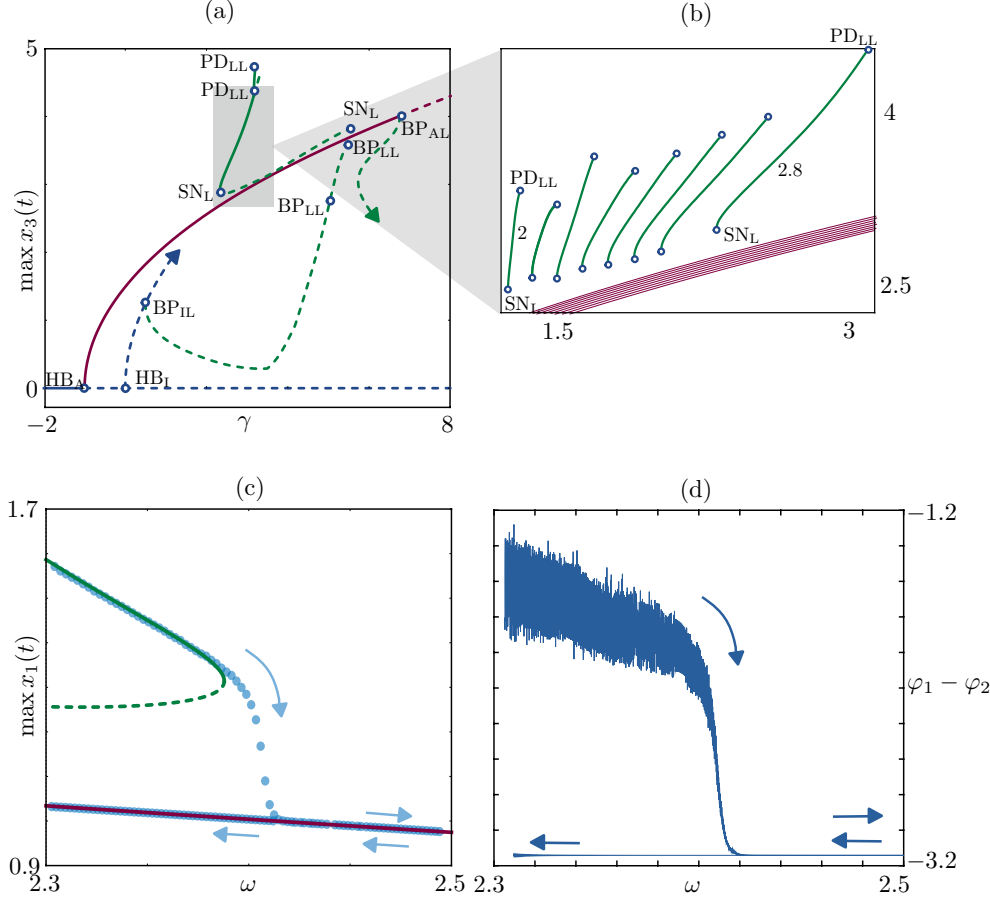 (a)
5
PD_LL
PD_LL
SN_L
BP_LL
BP_AL
SN_L
BP_LL
BP_IL
HB_A
HB_I
0
−2
γ
8
max x_3(t)
(b)
PD_LL
4
2.8
PD_LL
2
SN_L
SN_L
2.5
1.5
3
(c)
1.7
max x_1(t)
0.9
2.3
ω
2.5
(d)
−1.2
φ_1 − φ_2
−3.2
2.3
ω
2.5